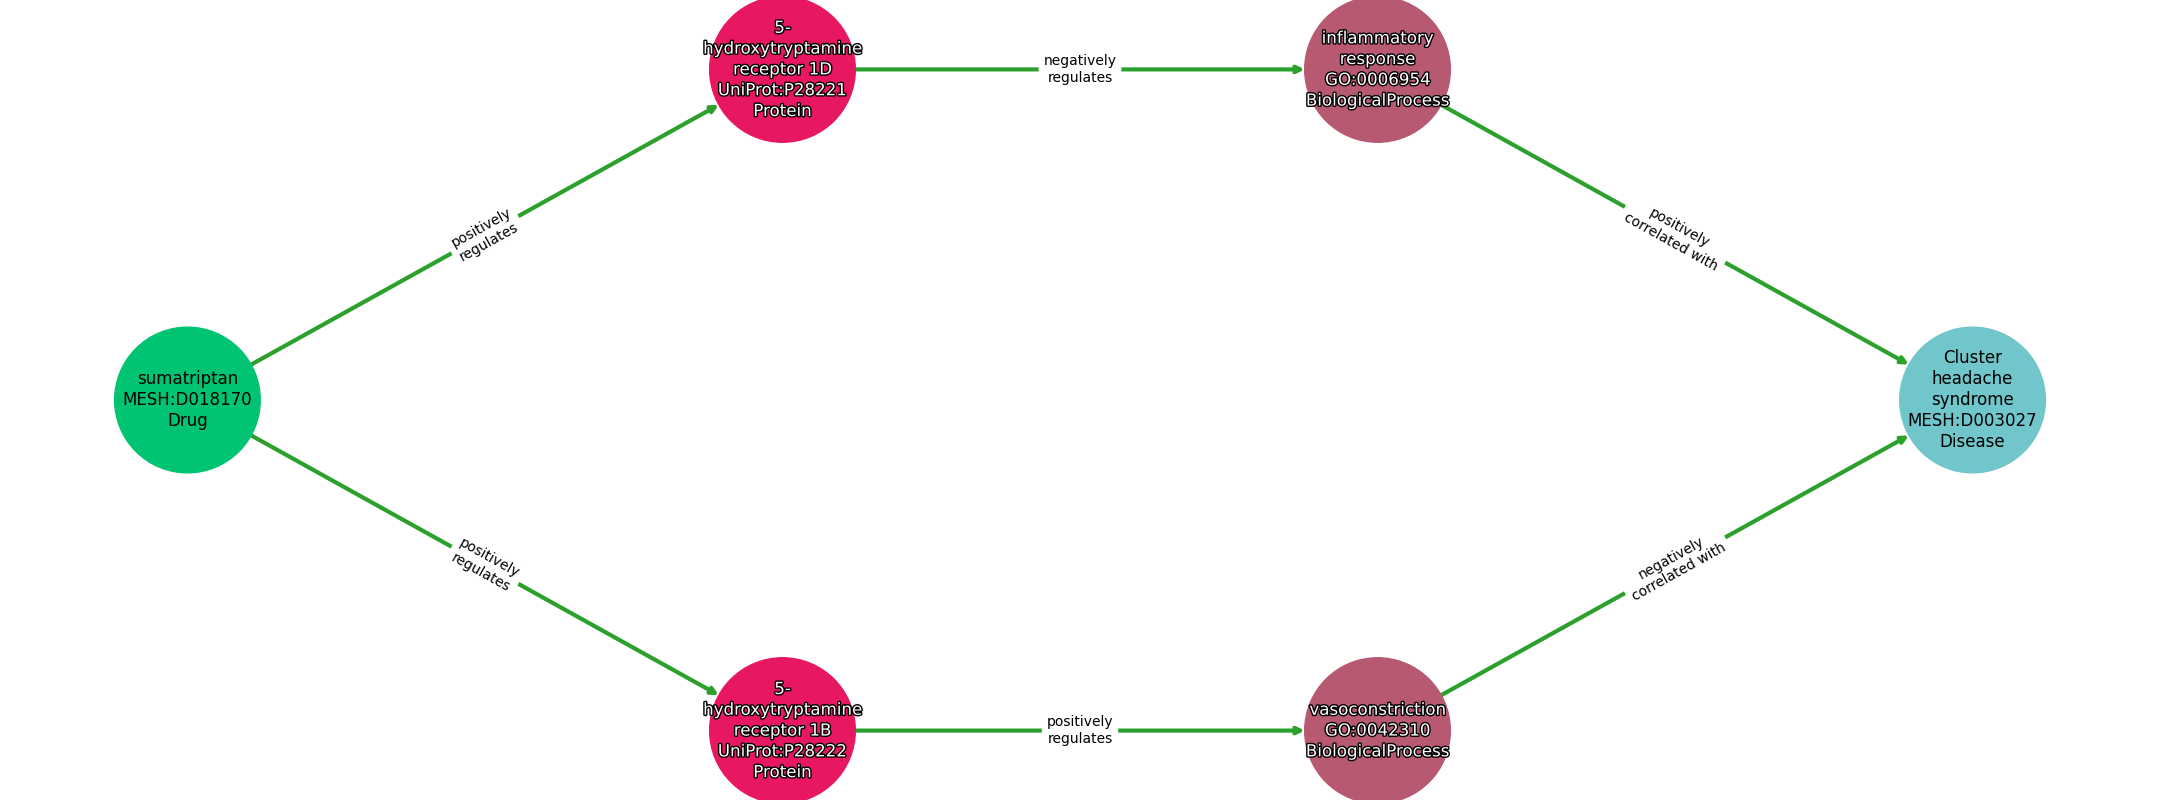 5-
hydroxytryptamine
receptor 1D
UniProt:P28221
Protein
negatively
regulates
inflammatory
response
GO:0006954
BiologicalProcess
positively
regulates
positively
correlated with
sumatriptan
MESH:D018170
Drug
Cluster
headache
syndrome
MESH:D003027
Disease
positively
regulates
negatively
correlated with
5-
hydroxytryptamine
receptor 1B
UniProt:P28222
Protein
positively
regulates
vasoconstriction
GO:0042310
BiologicalProcess